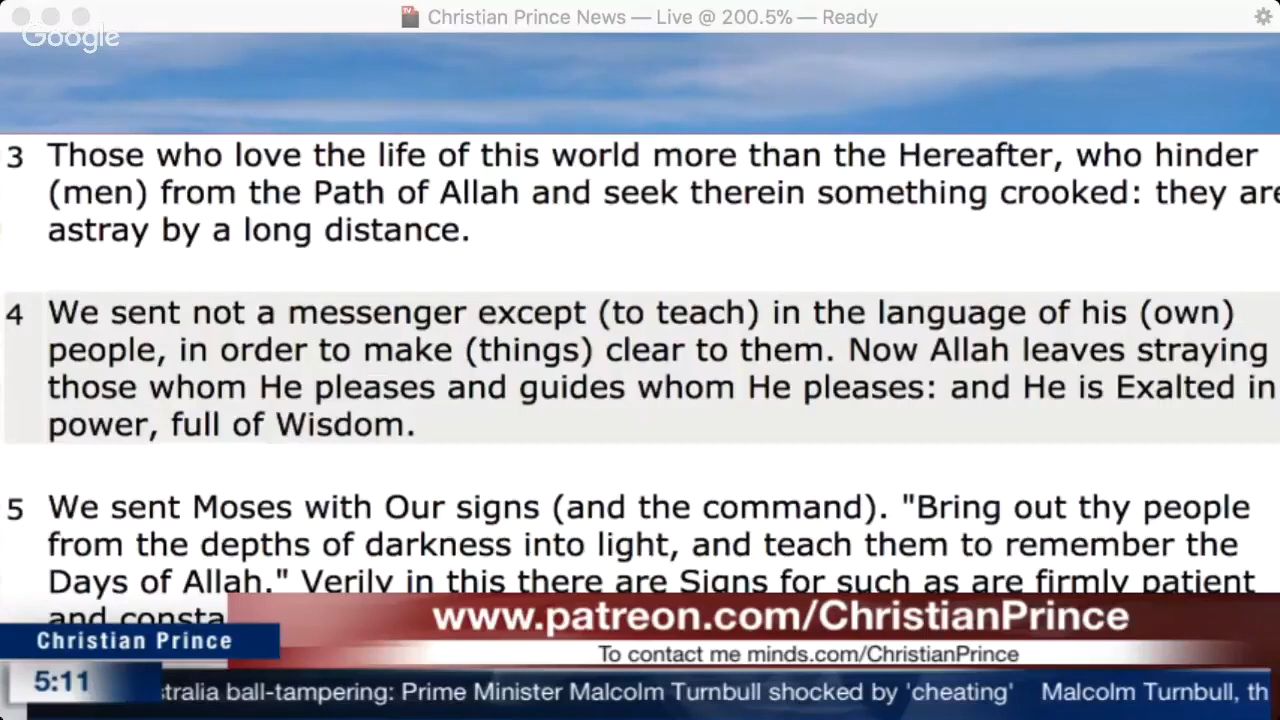 Christian Prince News — Live @ 200.5% — Ready
Google
3 Those who love the life of this world more than the Hereafter, who hinder
(men) from the Path of Allah and seek therein something crooked: they are
astray by a long distance.
4 We sent not a messenger except (to teach) in the language of his (own)
people, in order to make (things) clear to them. Now Allah leaves straying
those whom He pleases and guides whom He pleases: and He is Exalted in
power, full of Wisdom.
5 We sent Moses with Our signs (and the command). "Bring out thy people
from the depths of darkness into light, and teach them to remember the
Days of Allah." Verily in this there are Signs for such as are firmly patient
and consta
www.patreon.com/ChristianPrince
Christian Prince
To contact me minds.com/ChristianPrince
5:11
tralia ball-tampering: Prime Minister Malcolm Turnbull shocked by 'cheating' Malcolm Turnbull, th